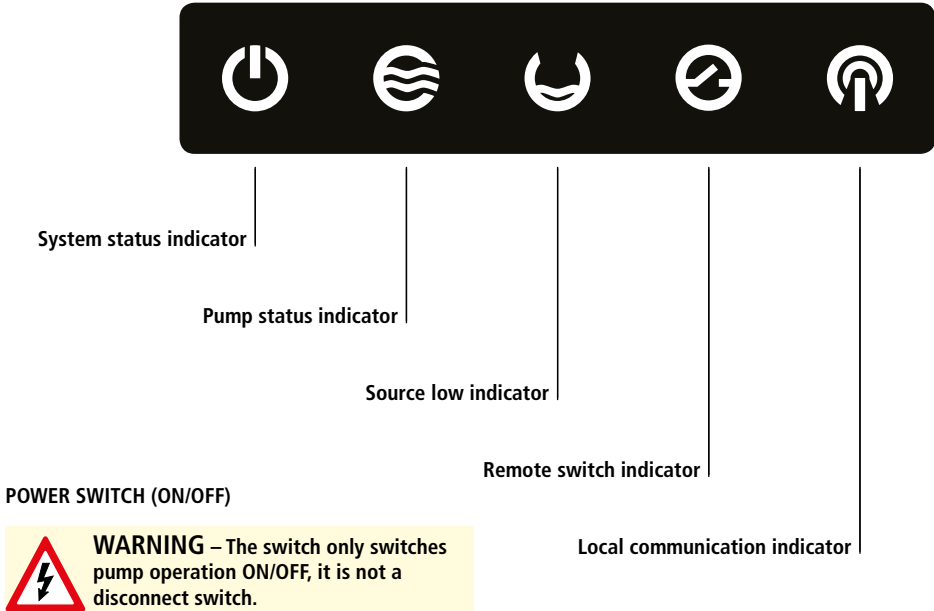 System status indicator
Pump status indicator
Source low indicator
Remote switch indicator
POWER SWITCH (ON/OFF)
WARNING – The switch only switches
pump operation ON/OFF, it is not a
disconnect switch.
Local communication indicator